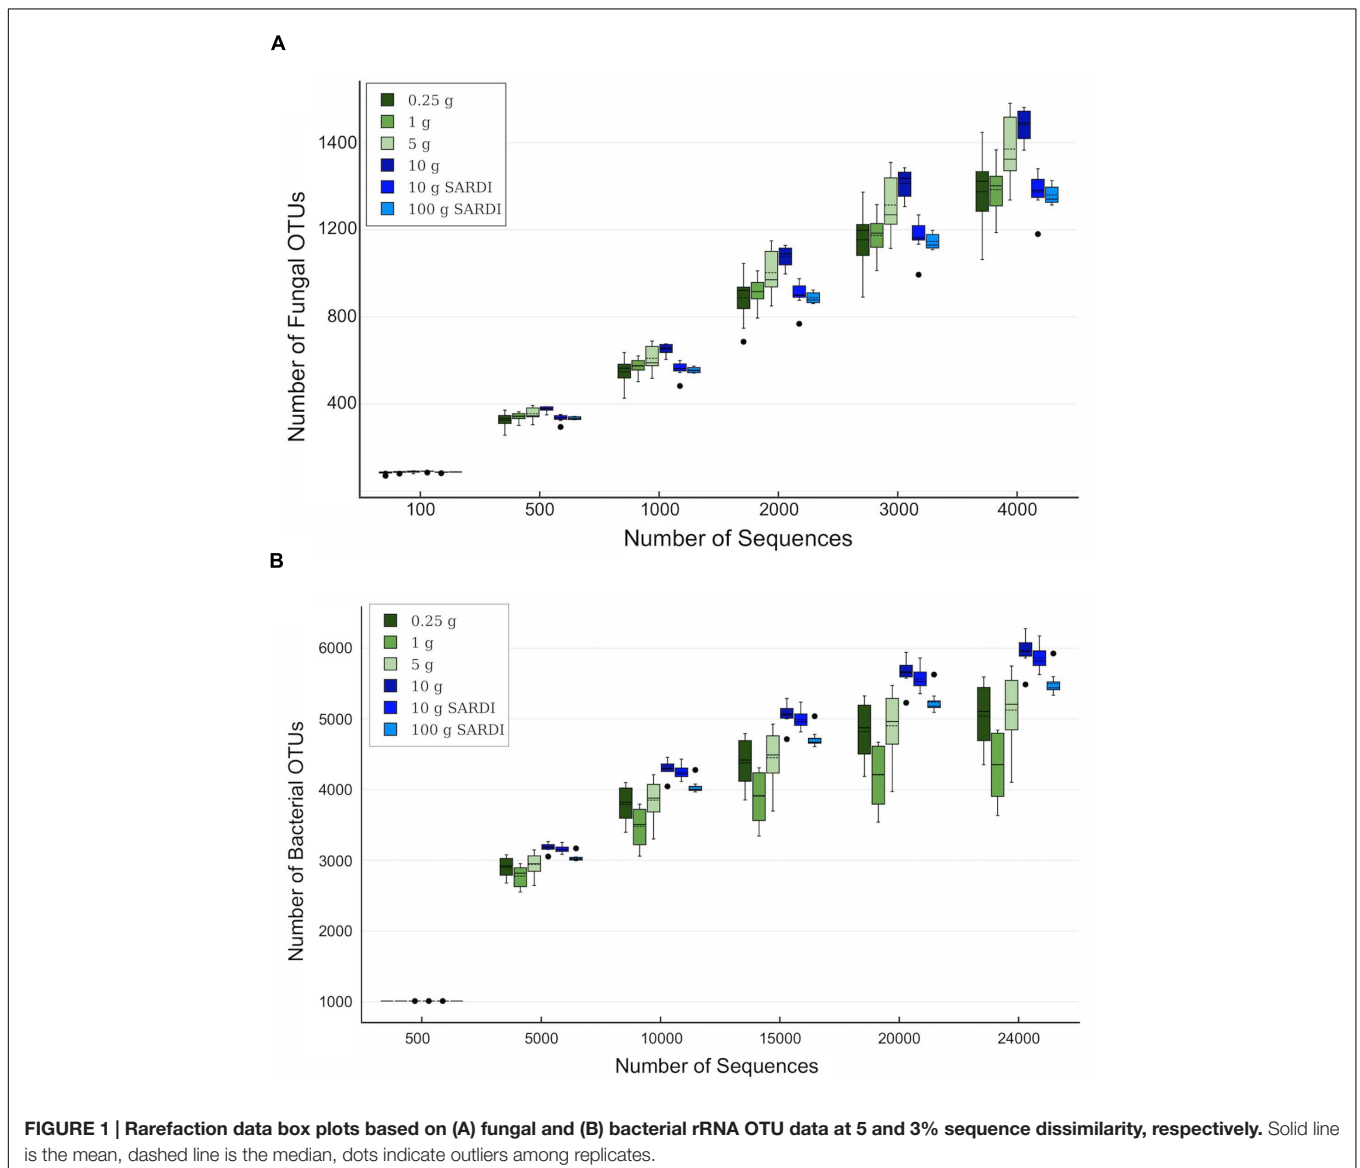 A
0.25 g
1 g
5 g
10 g
10 g SARDI
100 g SARDI
Number of Fungal OTUs
1400
1200
800
400
100 500 1000 2000 3000 4000
Number of Sequences
B
0.25 g
1 g
5 g
10 g
10 g SARDI
100 g SARDI
Number of Bacterial OTUs
6000
5000
4000
3000
2000
1000
500 5000 10000 15000 20000 24000
Number of Sequences
FIGURE 1 | Rarefaction data box plots based on (A) fungal and (B) bacterial rRNA OTU data at 5 and 3% sequence dissimilarity, respectively. Solid line
is the mean, dashed line is the median, dots indicate outliers among replicates.